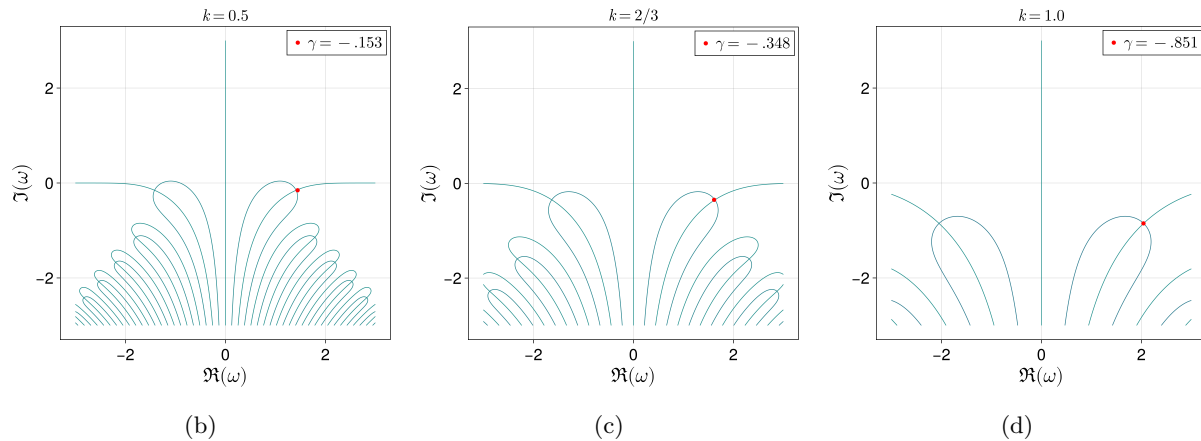 k = 0.5
γ = − .153
2
0
−2
ℑ(ω)
−2
0
2
ℜ(ω)
(b)
k = 2/3
γ = − .348
2
0
−2
ℑ(ω)
−2
0
2
ℜ(ω)
(c)
k = 1.0
γ = − .851
2
0
−2
ℑ(ω)
−2
0
2
ℜ(ω)
(d)